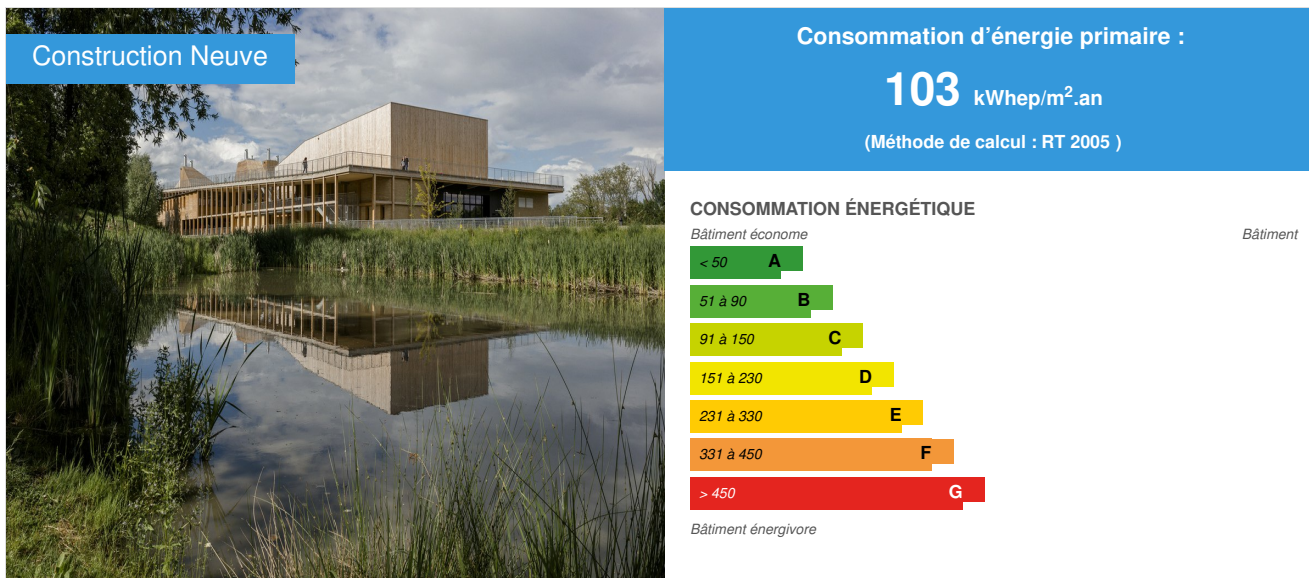 Construction Neuve
Consommation d'énergie primaire :
103 kWhep/m².an
(Méthode de calcul : RT 2005 )
CONSOMMATION ÉNERGÉTIQUE
Bâtiment économe
Bâtiment
< 50 A
51 à 90 B
91 à 150 C
151 à 230 D
231 à 330 E
331 à 450 F
> 450 G
Bâtiment énergivore